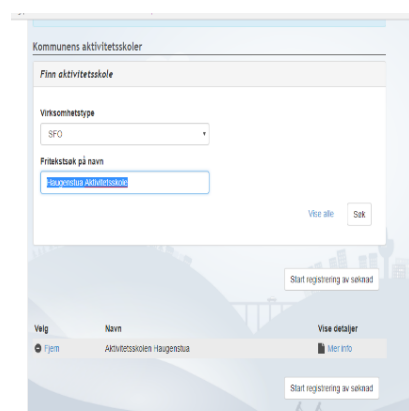 Kommunens aktivitetsskoler
Finn aktivitetsskole
Virksomhetstype
SFO
Fritekstsøk på navn
Haugenstua Aktivitetsskole
Vise alle Søk
Start registrering av søknad
Velg Navn Vise detaljer
Fjern Aktivitetsskolen Haugenstua Mer info
Start registrering av søknad